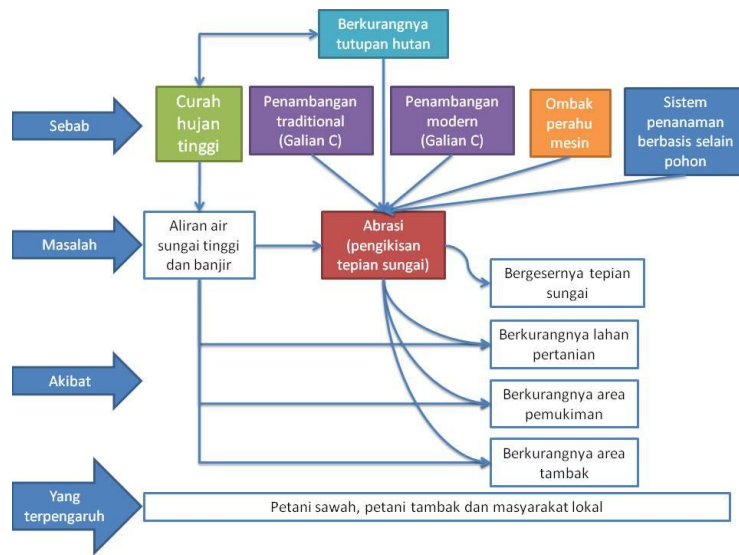 Berkurangnya
tutupan hutan
Sebab
Curah
hujan
tinggi
Penambangan
traditional
(Galian C)
Penambangan
modern
(Galian C)
Ombak
perahu
mesin
Sistem
penanaman
berbasis selain
pohon
Masalah
Aliran air
sungai tinggi
dan banjir
Abrasi
(pengikisan
tepian sungai)
Bergesernya tepian
sungai
Berkurangnya lahan
pertanian
Akibat
Berkurangnya area
pemukiman
Berkurangnya area
tambak
Yang
terpengaruh
Petani sawah, petani tambak dan masyarakat lokal